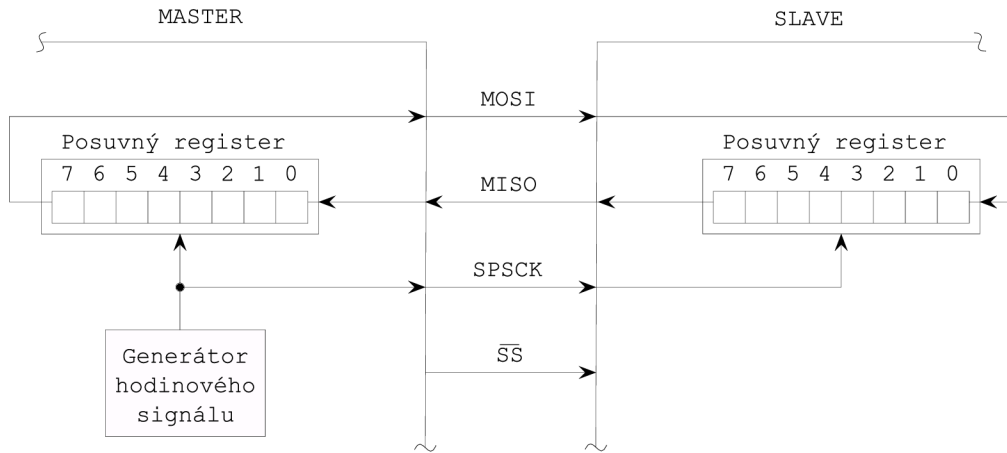 MASTER
SLAVE
MOSI
Posuvný register
Posuvný register
7 6 5 4 3 2 1 0
7 6 5 4 3 2 1 0
MISO
SPSCK
S̅S̅
Generátor
hodinového
signálu